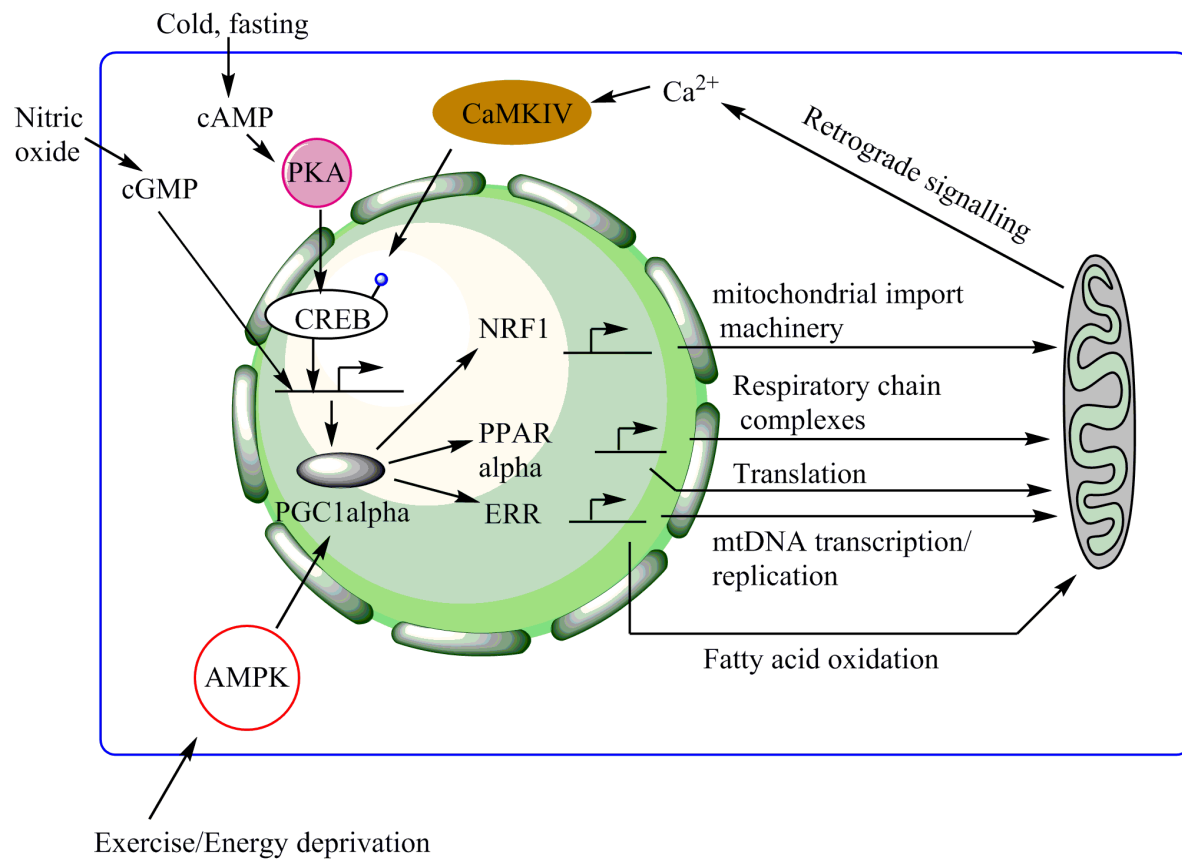 Cold, fasting
cAMP
Nitric
oxide
cGMP
PKA
CaMKIV
Ca2+
Retrograde signalling
CREB
NRF1
mitochondrial import
machinery
Respiratory chain
complexes
PPAR
alpha
Translation
PGC1alpha
ERR
mtDNA transcription/
replication
AMPK
Fatty acid oxidation
Exercise/Energy deprivation